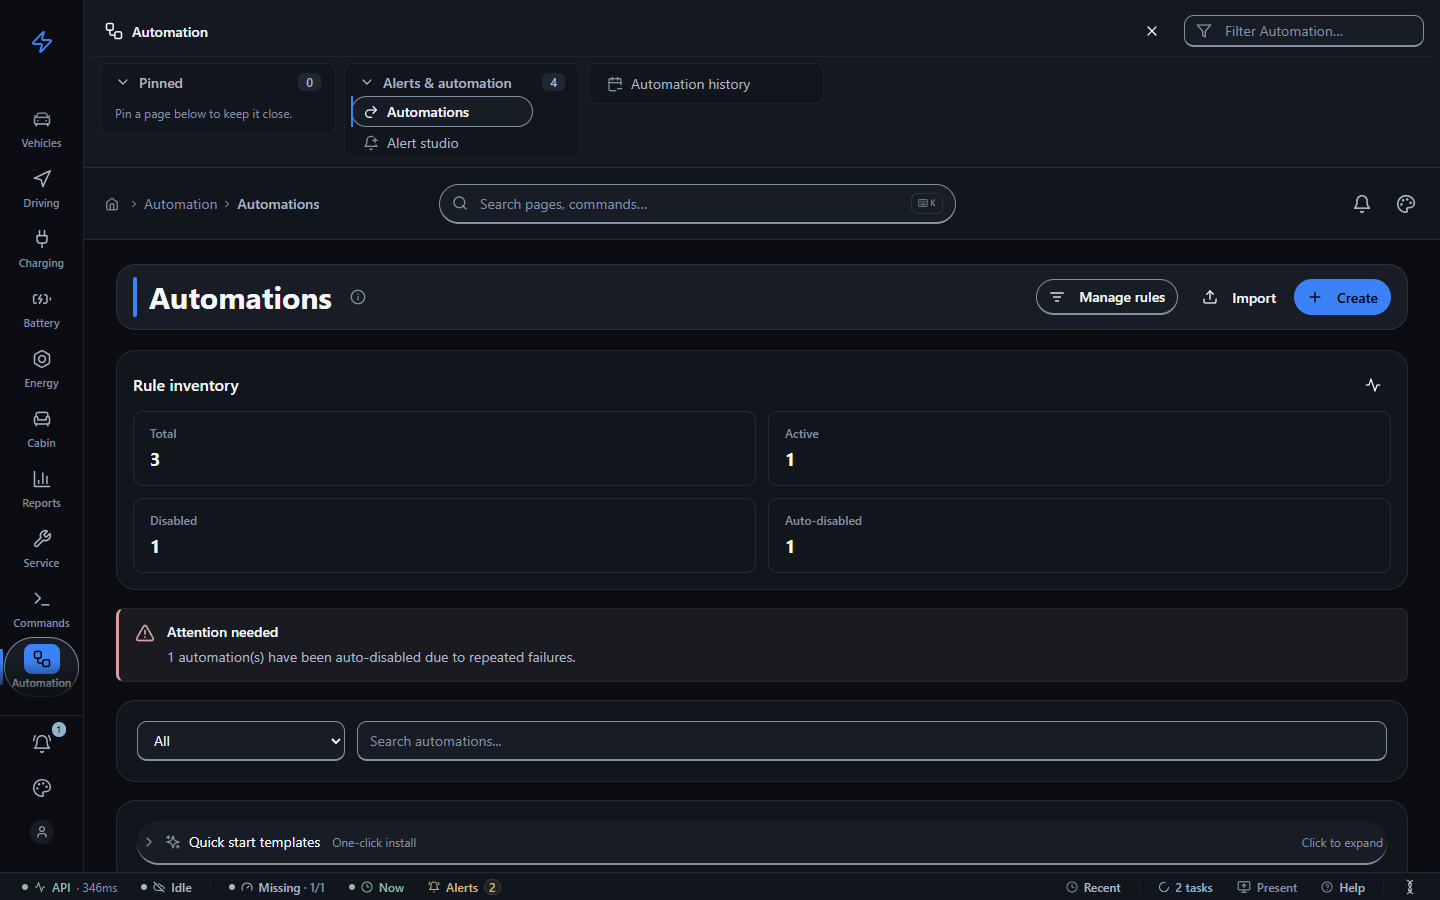 Automation
Filter Automation...
Pinned
0
Pin a page below to keep it close.
Alerts & automation
4
Automations
Alert studio
Automation history
Vehicles
Driving
Charging
Battery
Energy
Cabin
Reports
Service
Commands
Automation
1
Automation
Automations
Search pages, commands...
K
Automations
Manage rules
Import
Create
Rule inventory
Total
3
Active
1
Disabled
1
Auto-disabled
1
Attention needed
1 automation(s) have been auto-disabled due to repeated failures.
All
Search automations...
Quick start templates
One-click install
Click to expand
API · 346ms
Idle
Missing · 1/1
Now
Alerts
2
Recent
2 tasks
Present
Help